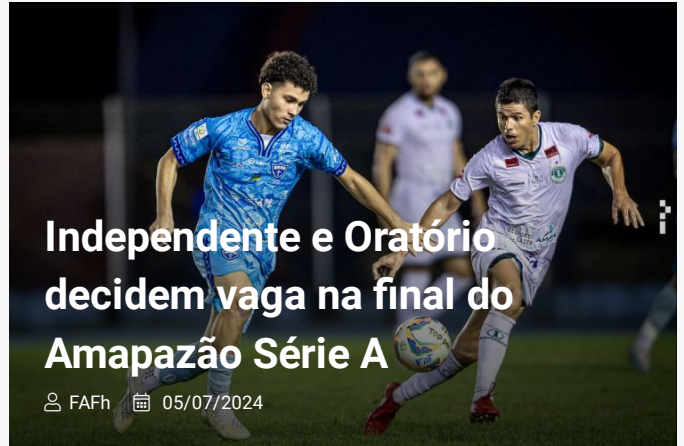 Independente e Oratório
decidem vaga na final do
Amapazão Série A
FAFh 05/07/2024